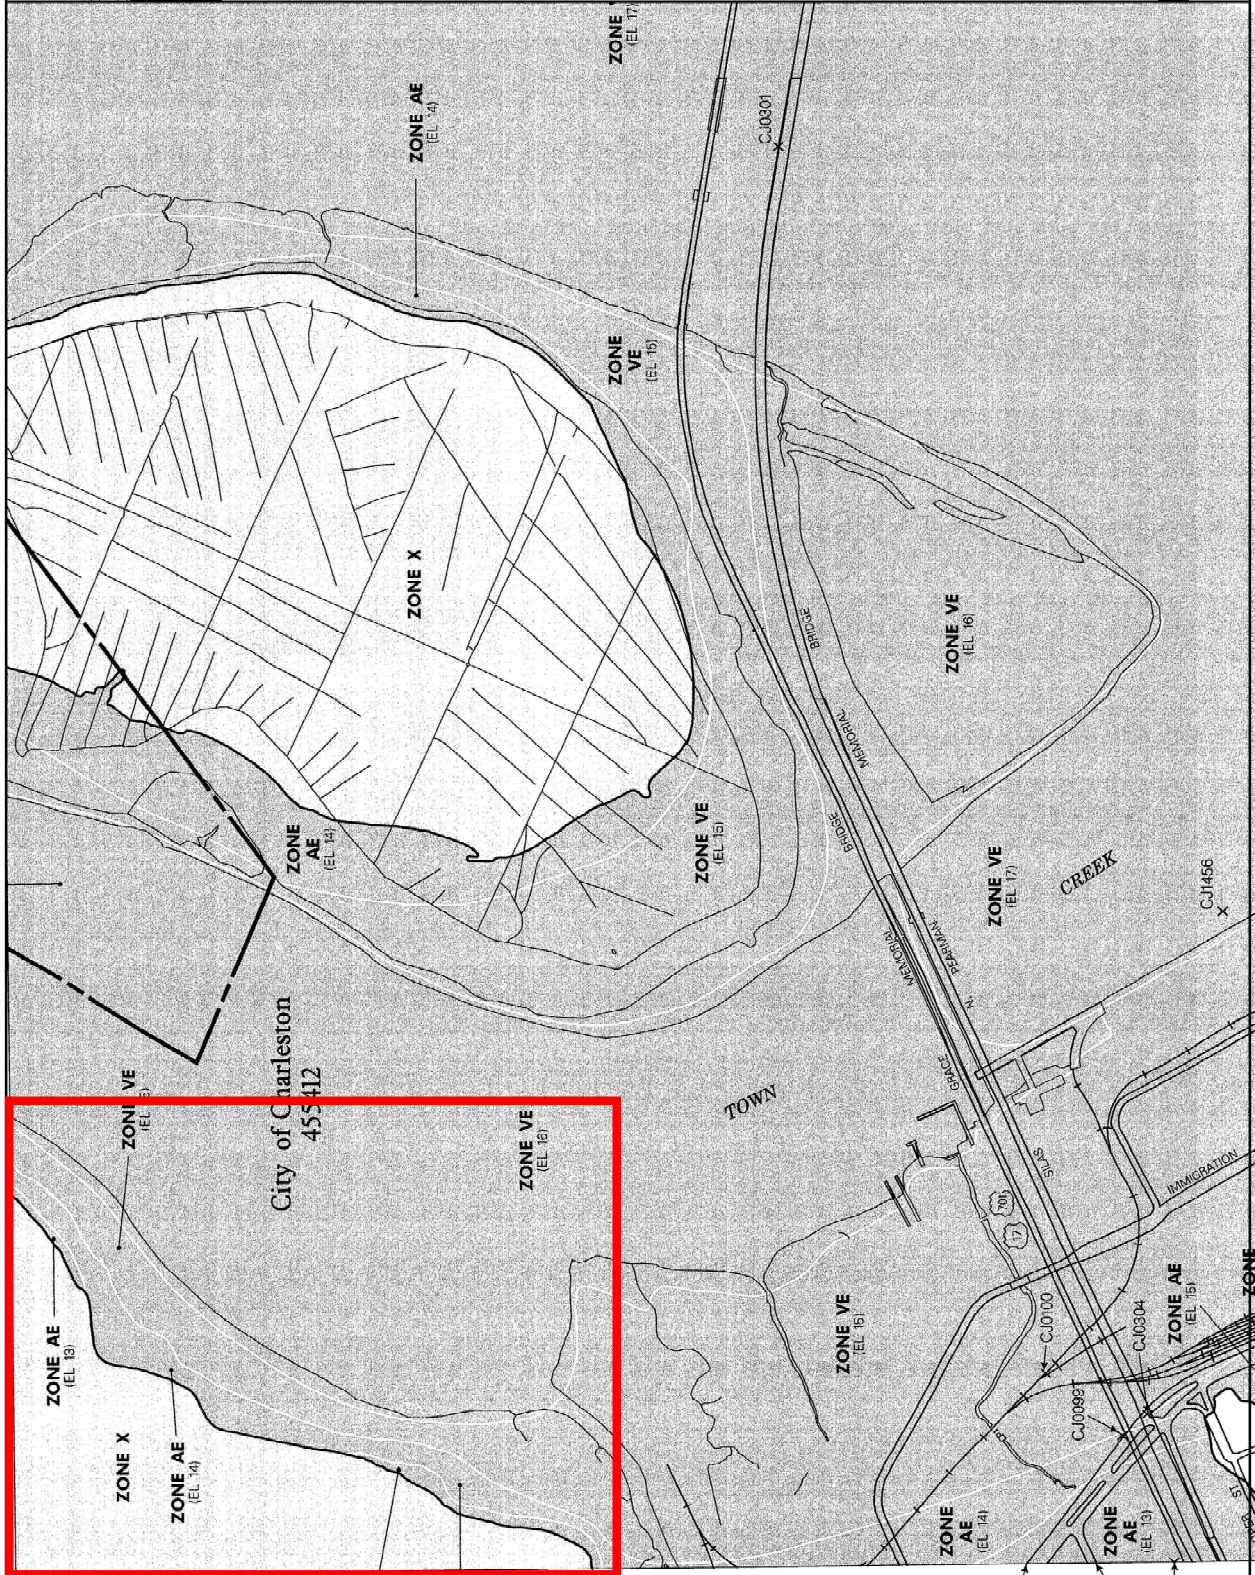 ZONE
(EL 17)
ZONE AE
(EL 14)
CJ0301
ZONE
VE
(EL 15)
ZONE X
BRIDGE
ZONE VE
(EL 16)
MEMORIAL
ZONE
AE
(EL 14)
ZONE VE
(EL 15)
BRIDGE
ZONE VE
(EL 17)
CREEK
CJ1456
MEMORIAL
PEARMAN
N.
City of Charleston
455412
GRACE
TOWN
ZONE VE
ZONE VE
(EL 16)
SILAS
IMMIGRATION
701
17
ZONE AE
(EL 13)
ZONE VE
(EL 15)
CJ0100
CJ0304
ZONE AE
(EL 15)
ZONE
ZONE X
ZONE AE
(EL 14)
CJ0099
ZONE
AE
(EL 14)
ZONE
AE
(EL 13)
ST